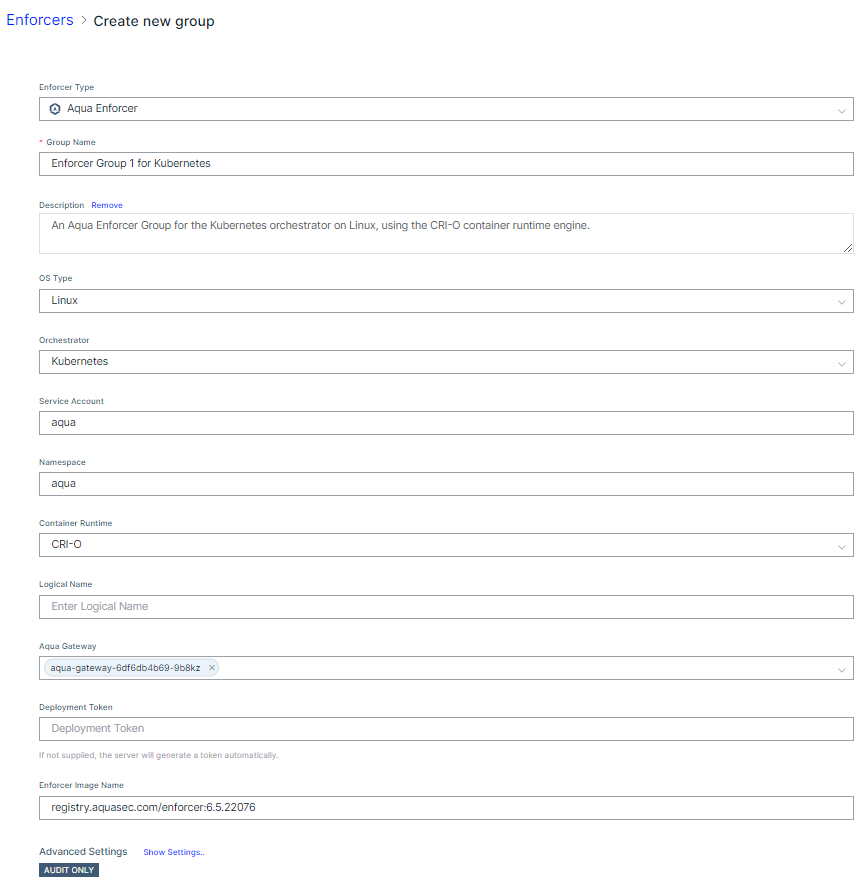 Enforcers > Create new group
Enforcer Type
Aqua Enforcer
* Group Name
Enforcer Group 1 for Kubernetes
Description Remove
An Aqua Enforcer Group for the Kubernetes orchestrator on Linux, using the CRI-O container runtime engine.
OS Type
Linux
Orchestrator
Kubernetes
Service Account
aqua
Namespace
aqua
Container Runtime
CRI-O
Logical Name
Enter Logical Name
Aqua Gateway
aqua-gateway-6df6db4b69-9b8kz ×
Deployment Token
Deployment Token
If not supplied, the server will generate a token automatically.
Enforcer Image Name
registry.aquasec.com/enforcer:6.5.22076
Advanced Settings Show Settings..
AUDIT ONLY